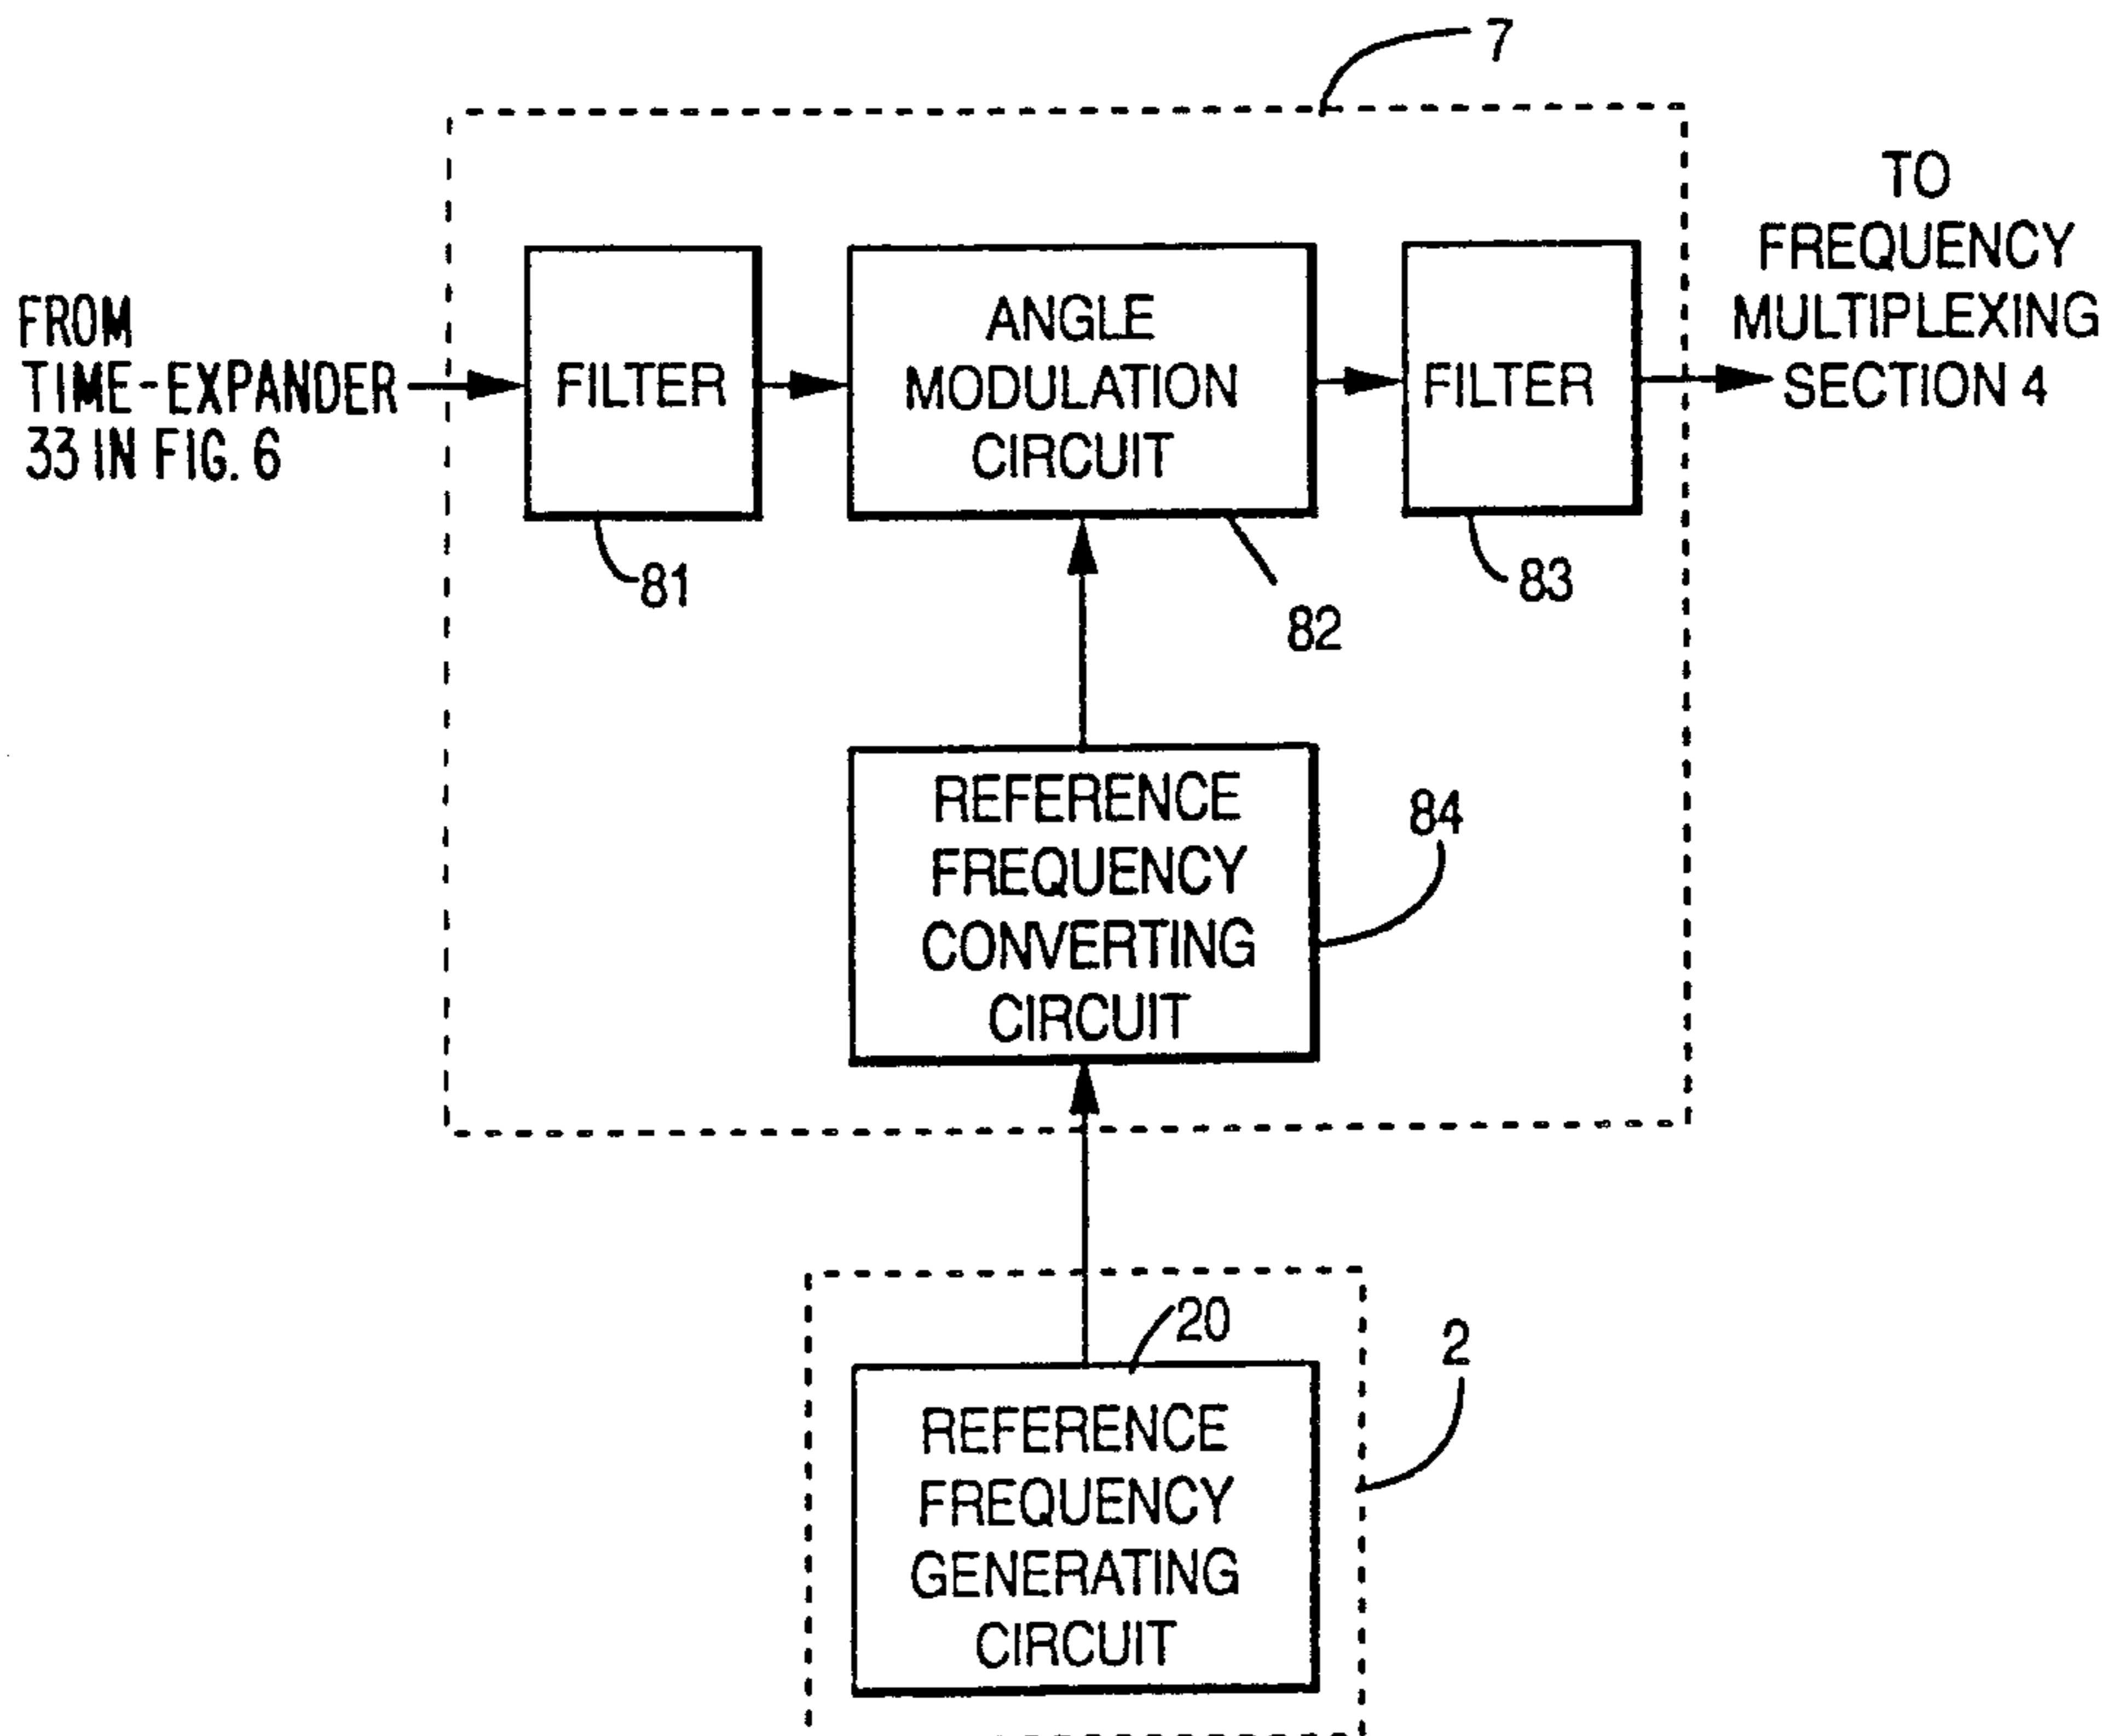 7
TO
FREQUENCY
MULTIPLEXING
SECTION 4
FROM
TIME-EXPANDER
33 IN FIG. 6
FILTER
ANGLE
MODULATION
CIRCUIT
FILTER
81
82
83
REFERENCE
FREQUENCY
CONVERTING
CIRCUIT
84
20
2
REFERENCE
FREQUENCY
GENERATING
CIRCUIT